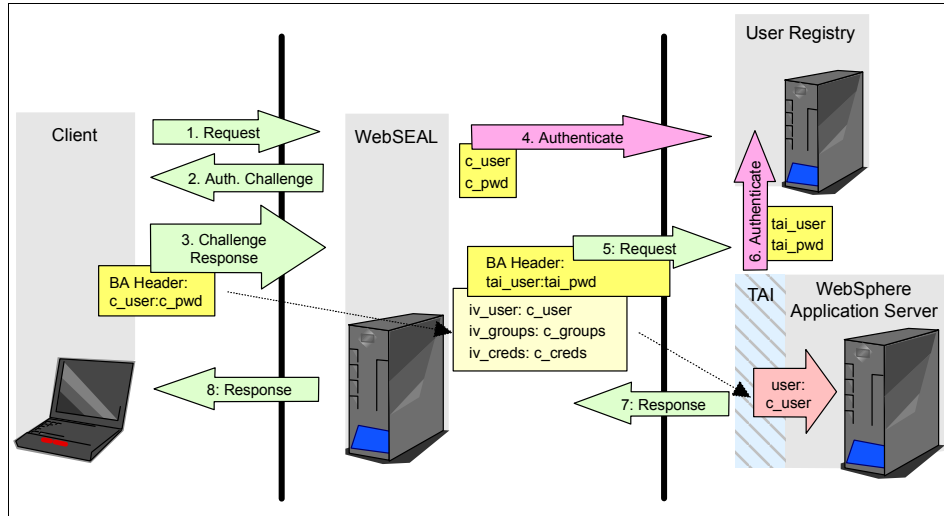 User Registry
Client
1. Request
WebSEAL
4. Authenticate
2. Auth. Challenge
c_user
c_pwd
3. Challenge
Response
5: Request
6. Authenticate
tai_user
tai_pwd
BA Header:
c_user:c_pwd
BA Header:
tai_user:tai_pwd
iv_user: c_user
iv_groups: c_groups
iv_creds: c_creds
TAI
WebSphere
Application Server
8: Response
7: Response
user:
c_user